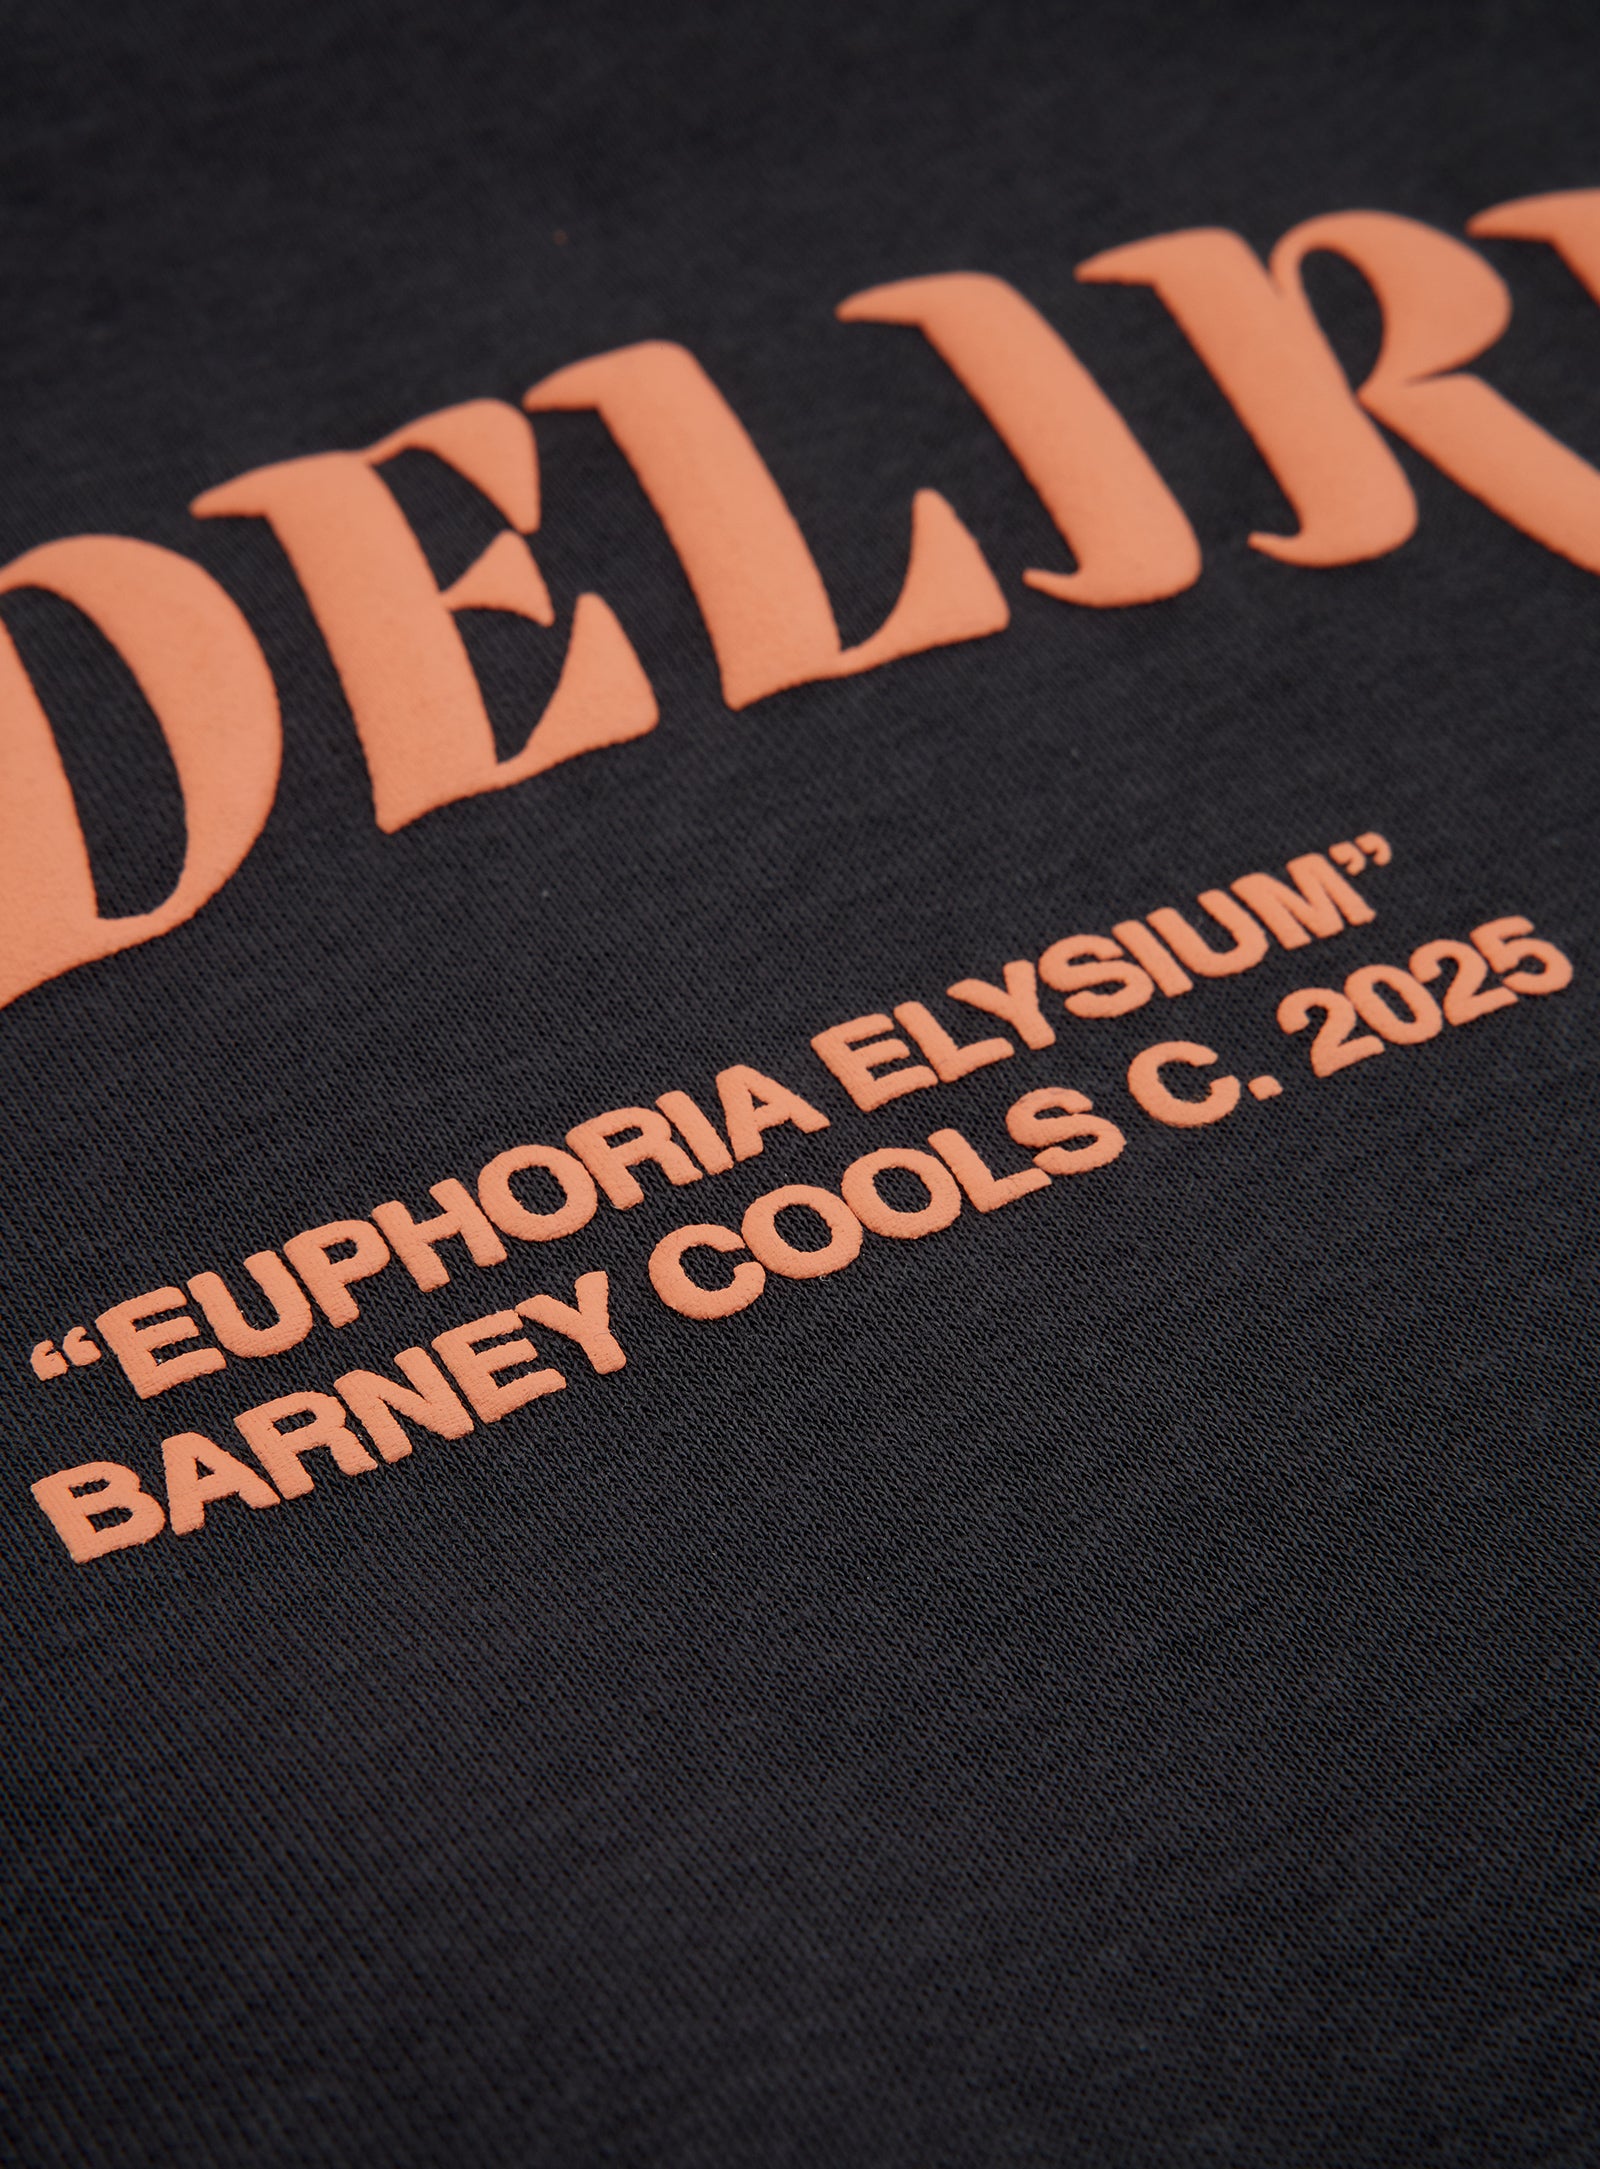 DELIR
“EUPHORIA ELYSIUM”
BARNEY COOLS C. 2025